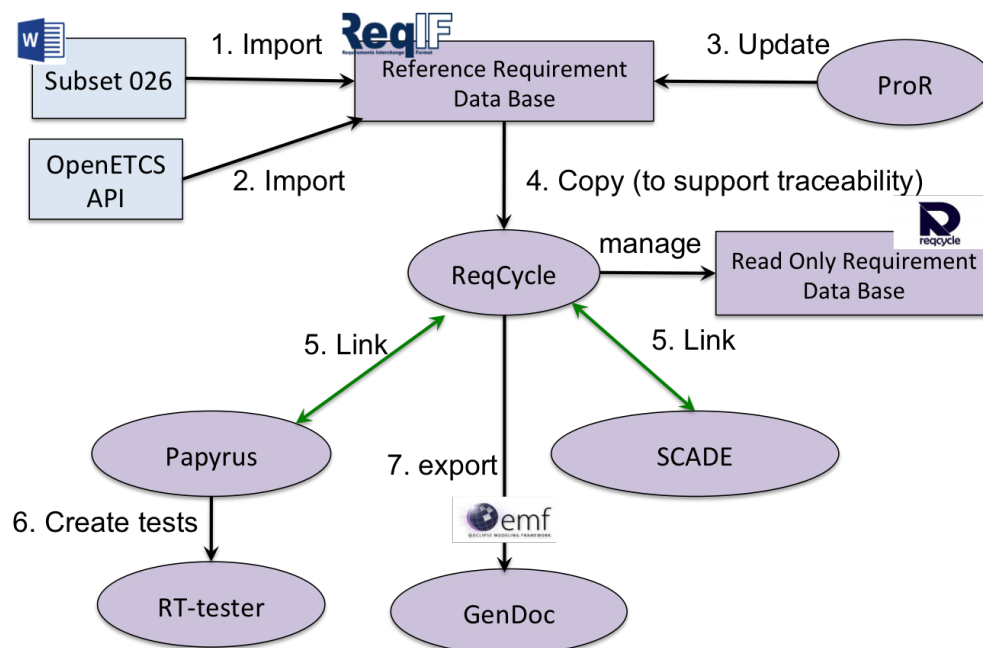 W
ReqIF
Requirements Interchange Format
1. Import
3. Update
Subset 026
Reference Requirement
Data Base
ProR
OpenETCS
API
2. Import
4. Copy (to support traceability)
reqcycle
manage
ReqCycle
Read Only Requirement
Data Base
5. Link
5. Link
Papyrus
SCADE
7. export
emf
ECLIPSE MODELING FRAMEWORK
6. Create tests
RT-tester
GenDoc